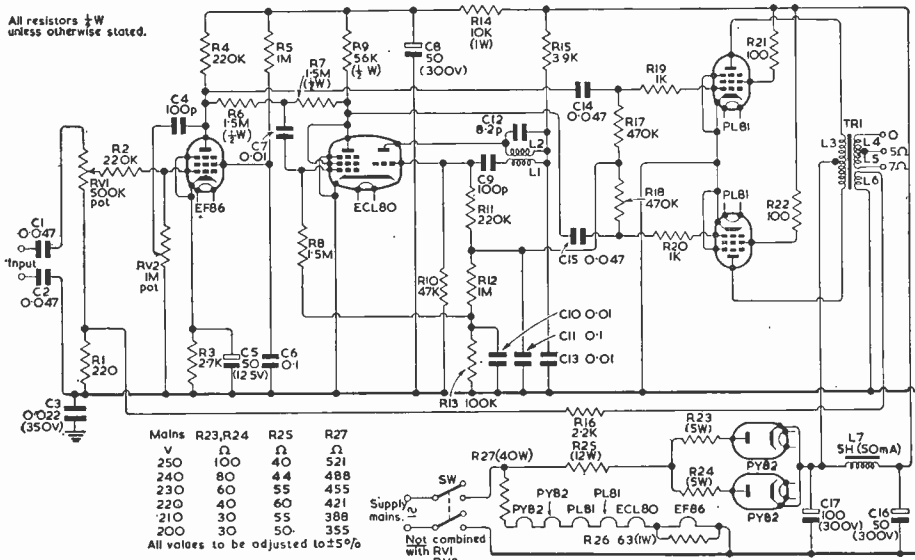 All resistors ¼W
unless otherwise stated.
R4
220K
R5
1M
R9
56K
(½W)
R7
1.5M
(½W)
C8
50
(300V)
R14
10K
(1W)
R15
3.9K
R21
100
R19
1K
PL81
C4
100p
R6
1.5M
(½W)
C7
0.01
C12
8.2p
L2
L1
C14
0.047
R17
470K
TR1
L3
L4
L5
L6
0
5Ω
7Ω
R2
220K
RV1
500K
pot
EF86
ECL80
C9
100p
R11
220K
R18
470K
PL81
R22
100
C1
0.047
Input
C2
0.047
RV2
1M
pot
R8
1.5M
R10
47K
R12
1M
C15 0.047
R20
1K
C10 0.01
C11 0.1
C13 0.01
R1
220
R3
2.7K
C5
50
(12.5V)
C6
0.1
R13 100K
C3
0.022
(350V)
R16
2.2K
Mains R23,R24 R25 R27
V Ω Ω Ω
250 100 40 521
240 80 44 488
230 60 55 455
220 40 60 421
210 30 55 388
200 30 50 355
All values to be adjusted to ±5%
R27(40W)
R25
(12W)
R23
(5W)
R24
(5W)
PY82
PY82
L7
5H (50mA)
SW
Supply
mains.
Not combined
with RV1
PY82
PY82
PL81
PL81
ECL80
EF86
R26 63(1W)
C17
100
(300V)
C16
50
(300V)